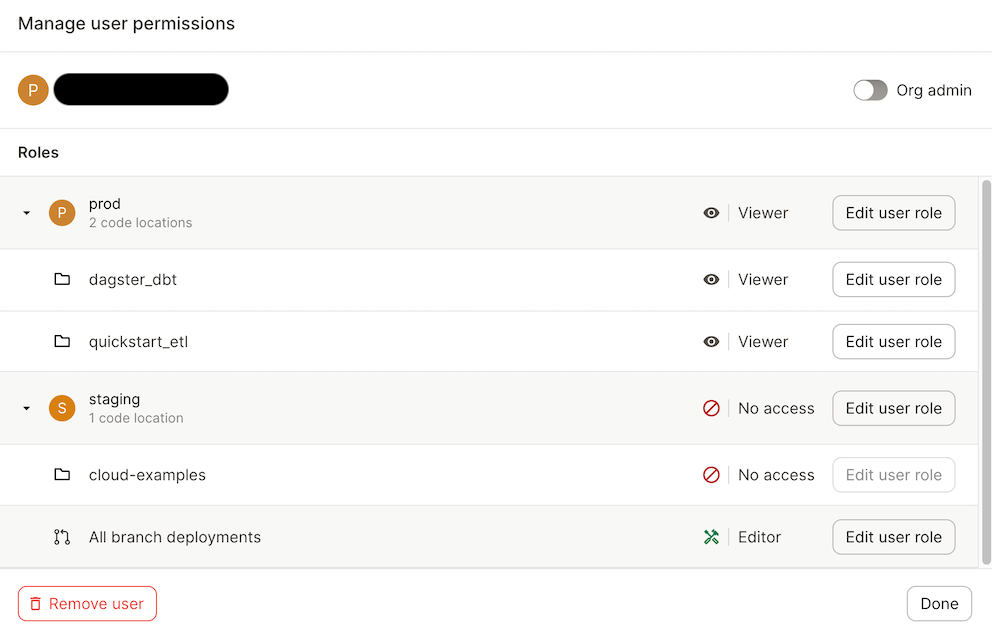 Manage user permissions
P
Org admin
Roles
P prod Viewer Edit user role
2 code locations
dagster_dbt Viewer Edit user role
quickstart_etl Viewer Edit user role
S staging No access Edit user role
1 code location
cloud-examples No access Edit user role
All branch deployments Editor Edit user role
Remove user Done